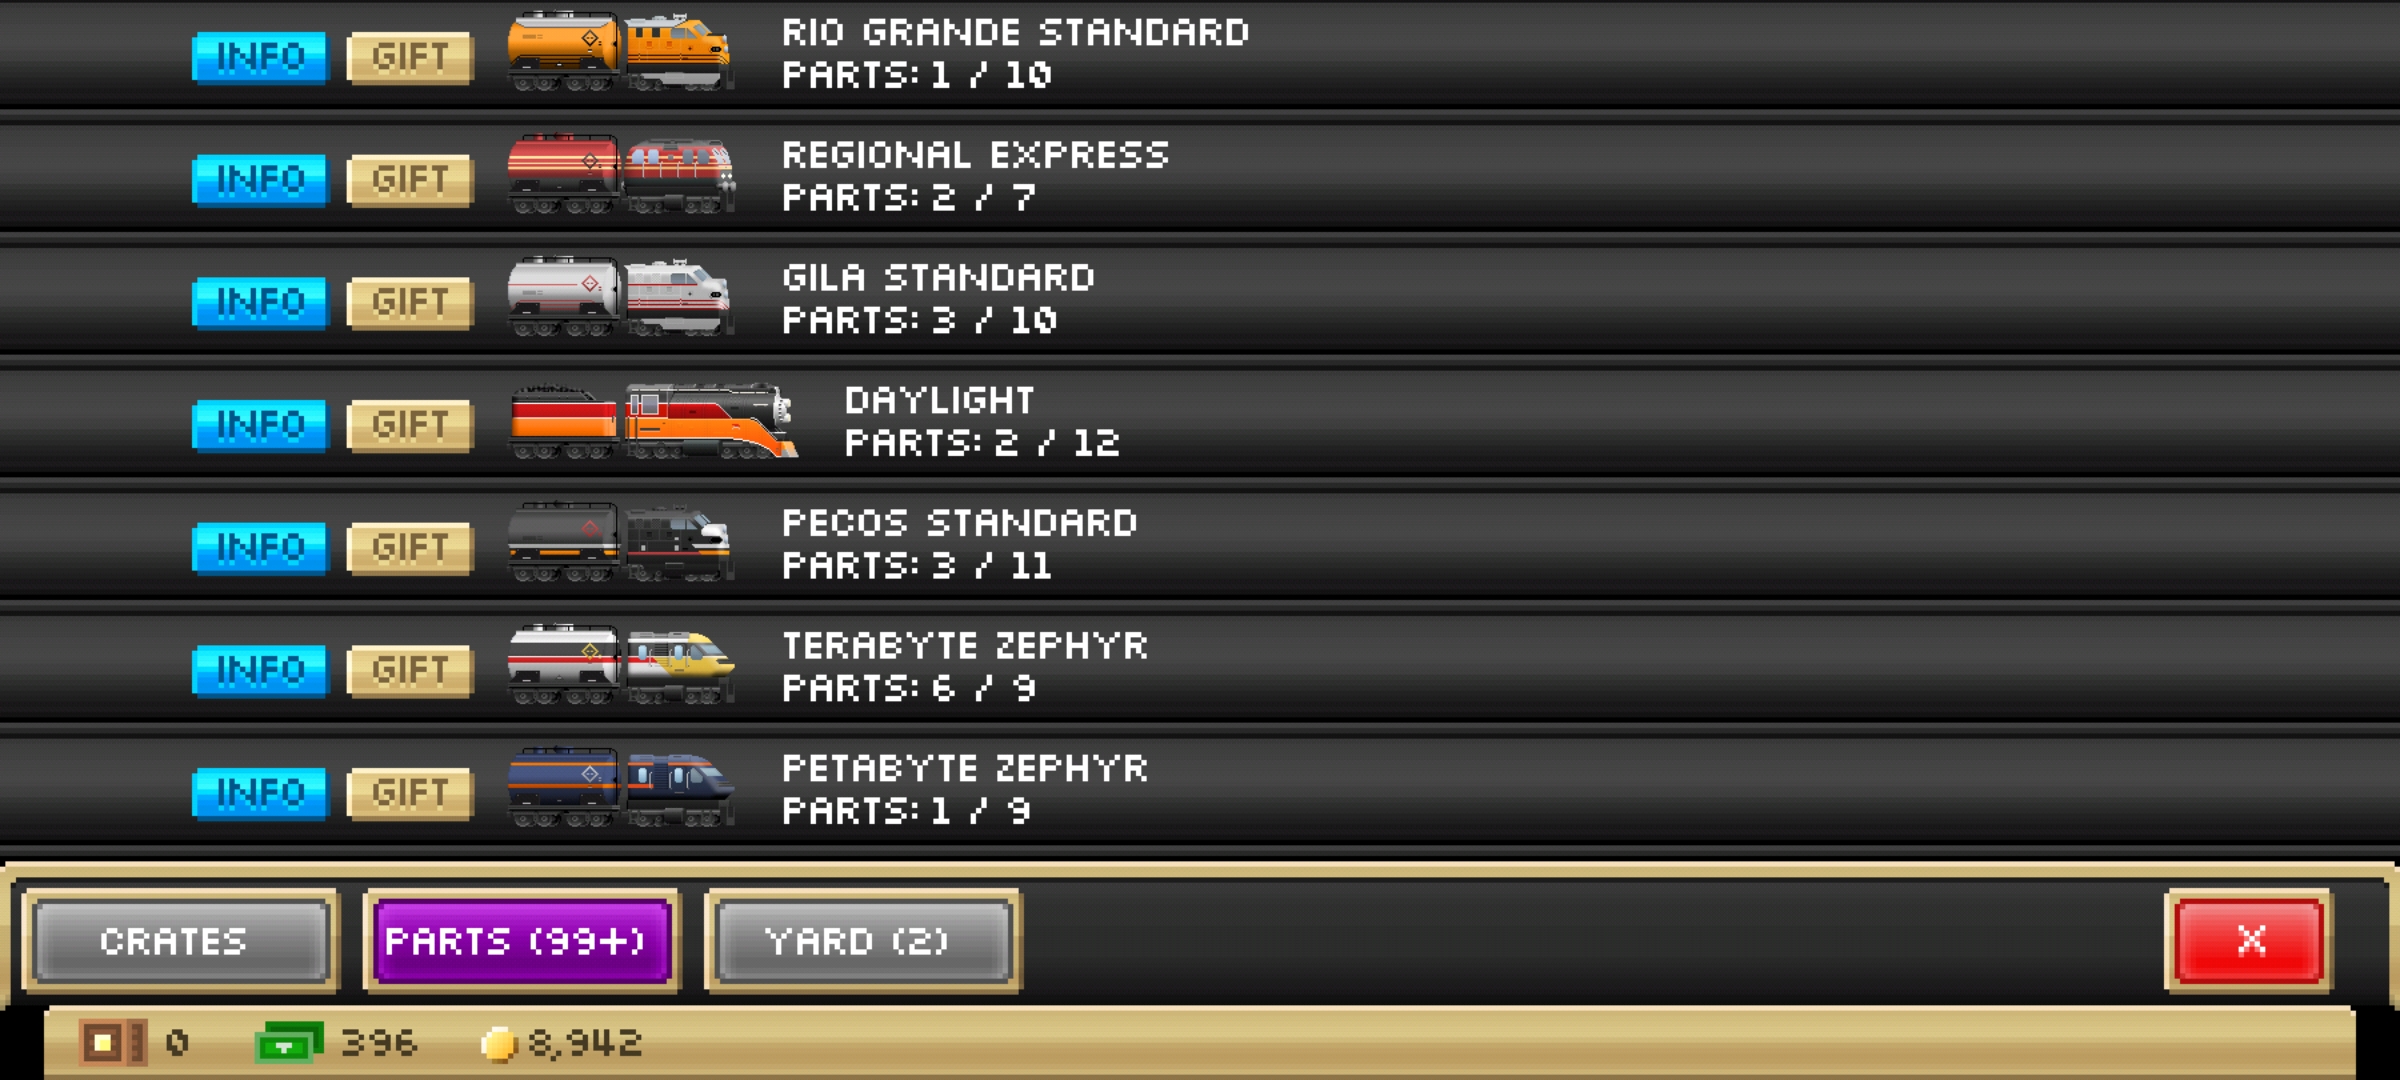 INFO GIFT RIO GRANDE STANDARD
PARTS: 1 / 10
INFO GIFT REGIONAL EXPRESS
PARTS: 2 / 7
INFO GIFT GILA STANDARD
PARTS: 3 / 10
INFO GIFT DAYLIGHT
PARTS: 2 / 12
INFO GIFT PECOS STANDARD
PARTS: 3 / 11
INFO GIFT TERABYTE ZEPHYR
PARTS: 6 / 9
INFO GIFT PETABYTE ZEPHYR
PARTS: 1 / 9
CRATES PARTS (99+) YARD (2) X
0 396 8,942